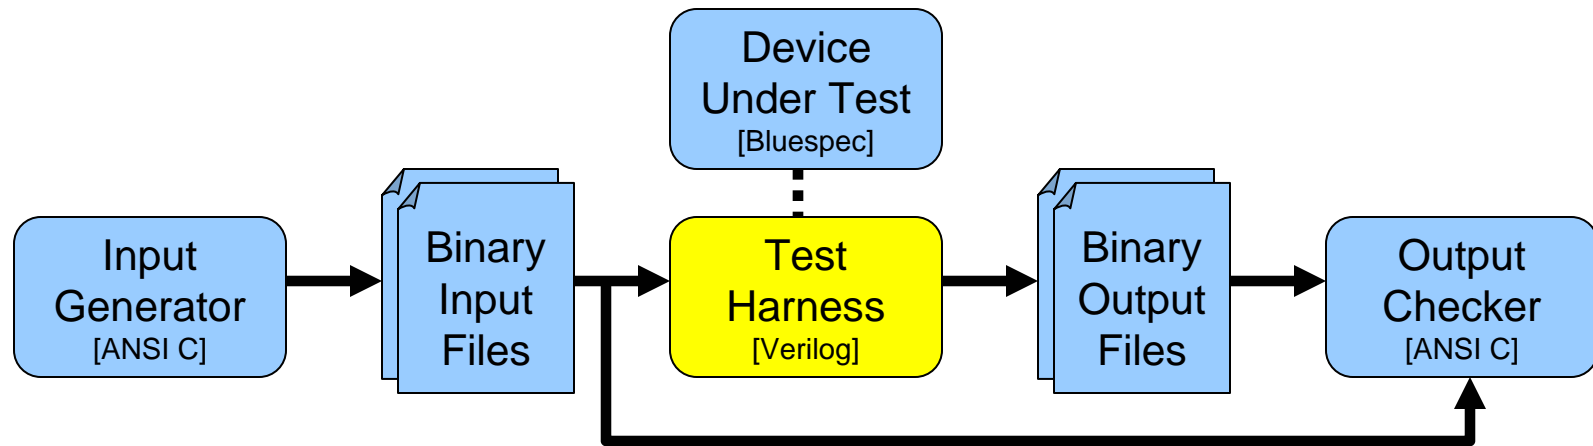 Device
Under Test
[Bluespec]
Input
Generator
[ANSI C]
Binary
Input
Files
Test
Harness
[Verilog]
Binary
Output
Files
Output
Checker
[ANSI C]